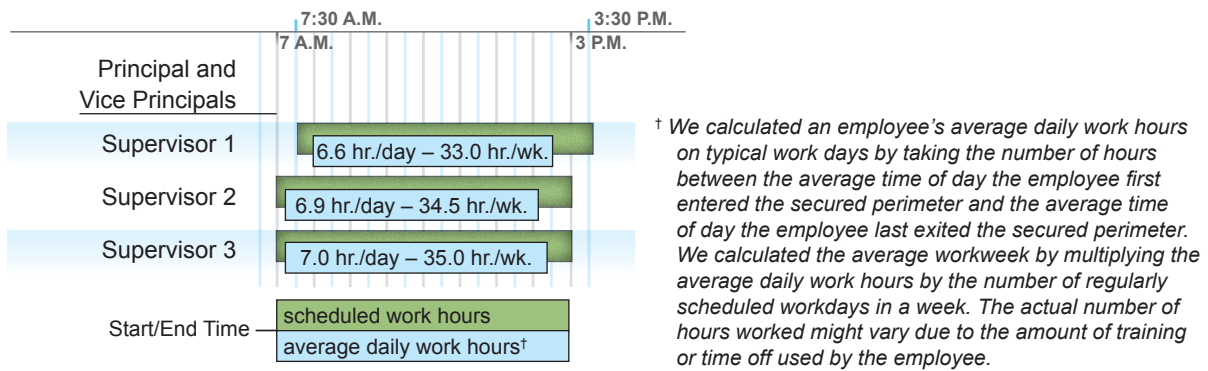 7:30 A.M. 3:30 P.M.
7 A.M. 3 P.M.
Principal and
Vice Principals
Supervisor 1
6.6 hr./day – 33.0 hr./wk.
Supervisor 2
6.9 hr./day – 34.5 hr./wk.
Supervisor 3
7.0 hr./day – 35.0 hr./wk.
Start/End Time
scheduled work hours
average daily work hours†
† We calculated an employee’s average daily work hours
on typical work days by taking the number of hours
between the average time of day the employee first
entered the secured perimeter and the average time
of day the employee last exited the secured perimeter.
We calculated the average workweek by multiplying the
average daily work hours by the number of regularly
scheduled workdays in a week. The actual number of
hours worked might vary due to the amount of training
or time off used by the employee.